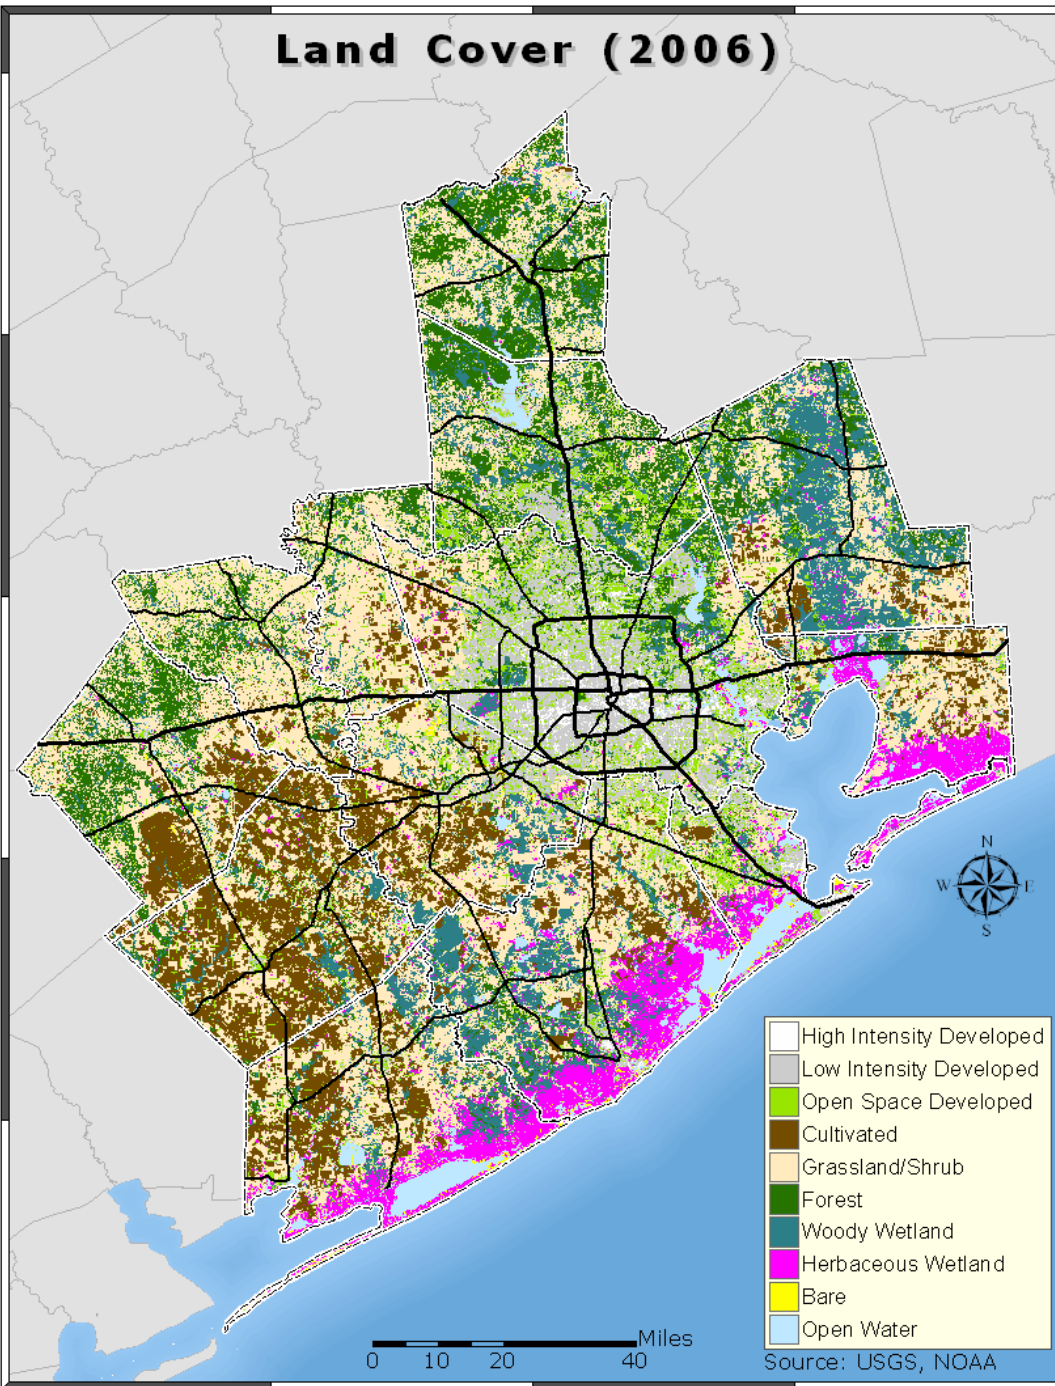 Land Cover (2006)
N
W E
S
High Intensity Developed
Low Intensity Developed
Open Space Developed
Cultivated
Grassland/Shrub
Forest
Woody Wetland
Herbaceous Wetland
Bare
Open Water
Miles
0 10 20 40
Source: USGS, NOAA